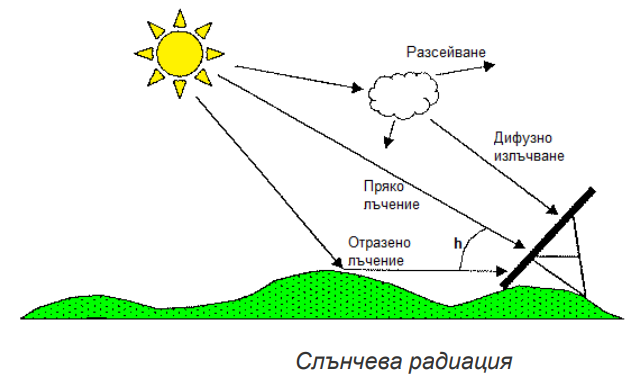 Разсейване
Дифузно
излъчване
Пряко
лъчение
Отразено
лъчение
h
Слънчева радиация